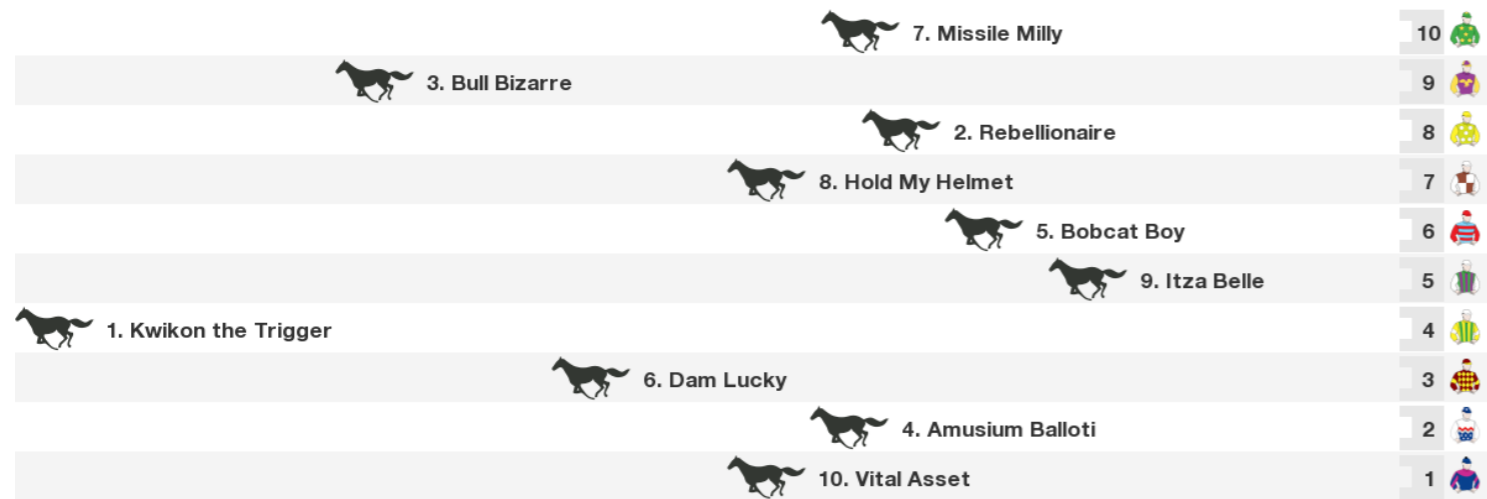 7. Missile Milly 10
3. Bull Bizarre 9
2. Rebellionaire 8
8. Hold My Helmet 7
5. Bobcat Boy 6
9. Itza Belle 5
1. Kwikon the Trigger 4
6. Dam Lucky 3
4. Amusium Balloti 2
10. Vital Asset 1